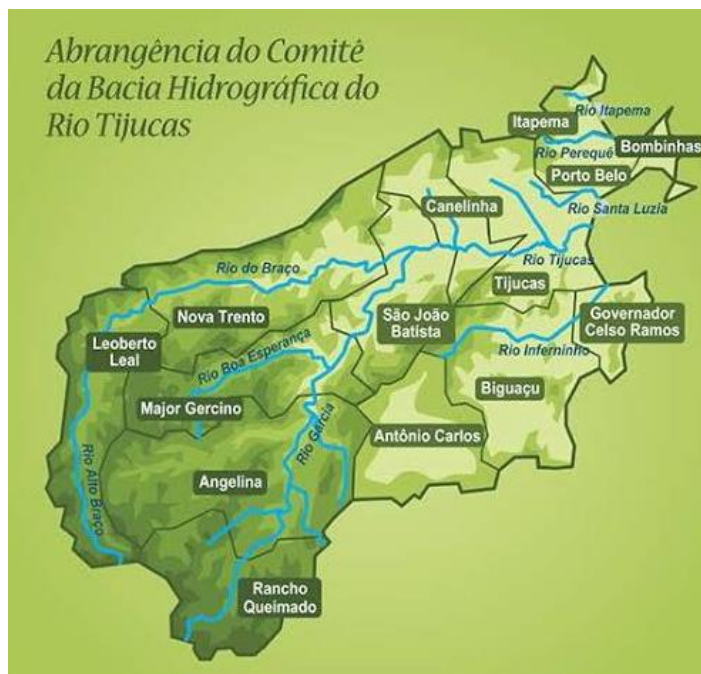 Abrangência do Comitê
da Bacia Hidrográfica do
Rio Tijucas
Rio Itapema
Itapema
Rio Perequê
Bombinhas
Porto Belo
Canelinha
Rio Santa Luzia
Rio do Braço
Rio Tijucas
Tijucas
Nova Trento
São João
Batista
Governador
Celso Ramos
Leoberto
Leal
Rio Boa Esperança
Rio Inferninho
Major Gercino
Biguaçu
Rio Garcia
Antônio Carlos
Rio Alto Braço
Angelina
Rancho
Queimado